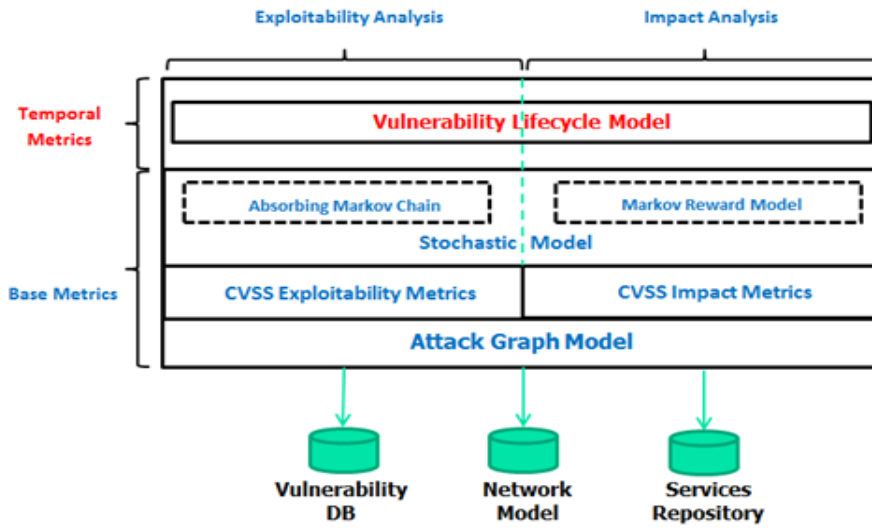 Exploitability Analysis
Impact Analysis
Temporal
Metrics
Vulnerability Lifecycle Model
Absorbing Markov Chain
Markov Reward Model
Stochastic Model
Base Metrics
CVSS Exploitability Metrics
CVSS Impact Metrics
Attack Graph Model
Vulnerability
DB
Network
Model
Services
Repository